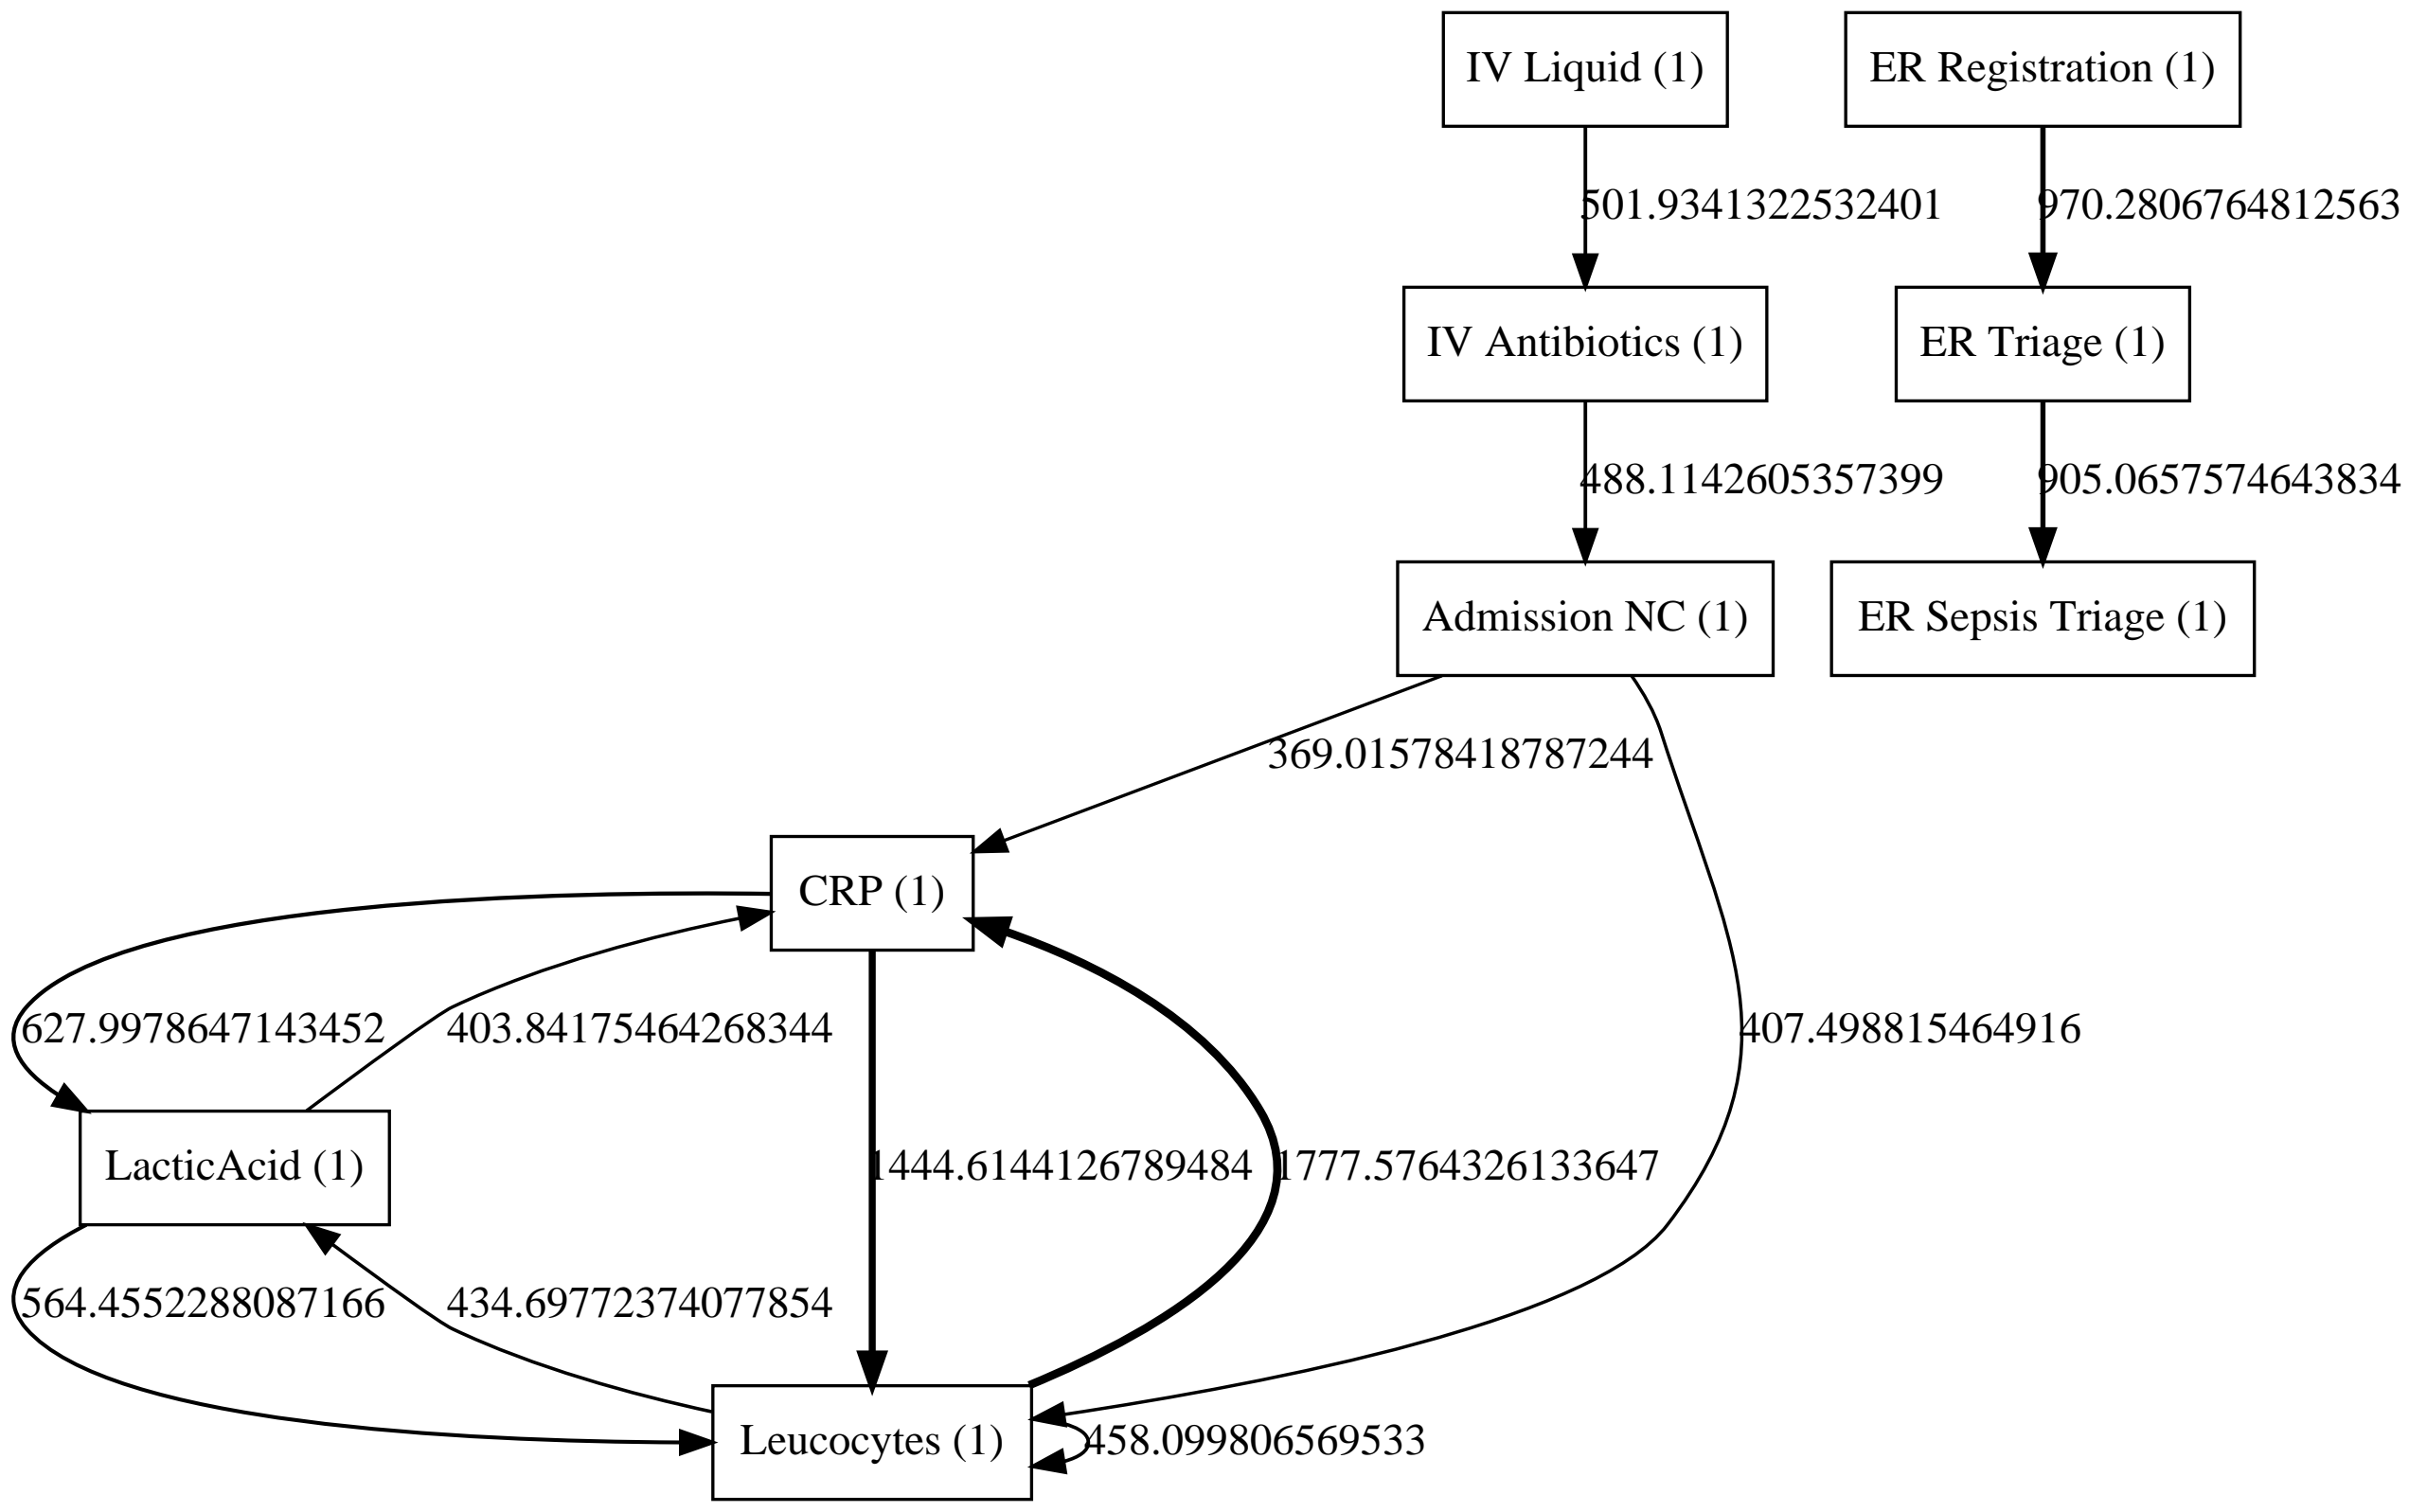 IV Liquid (1)
ER Registration (1)
501.9341322532401
970.2806764812563
IV Antibiotics (1)
ER Triage (1)
488.1142605357399
905.0657574643834
Admission NC (1)
ER Sepsis Triage (1)
369.01578418787244
CRP (1)
627.9978647143452
403.84175464268344
407.498815464916
LacticAcid (1)
1444.6144126789484
1777.5764326133647
564.4552288087166
434.69772374077854
Leucocytes (1)
458.099806569533